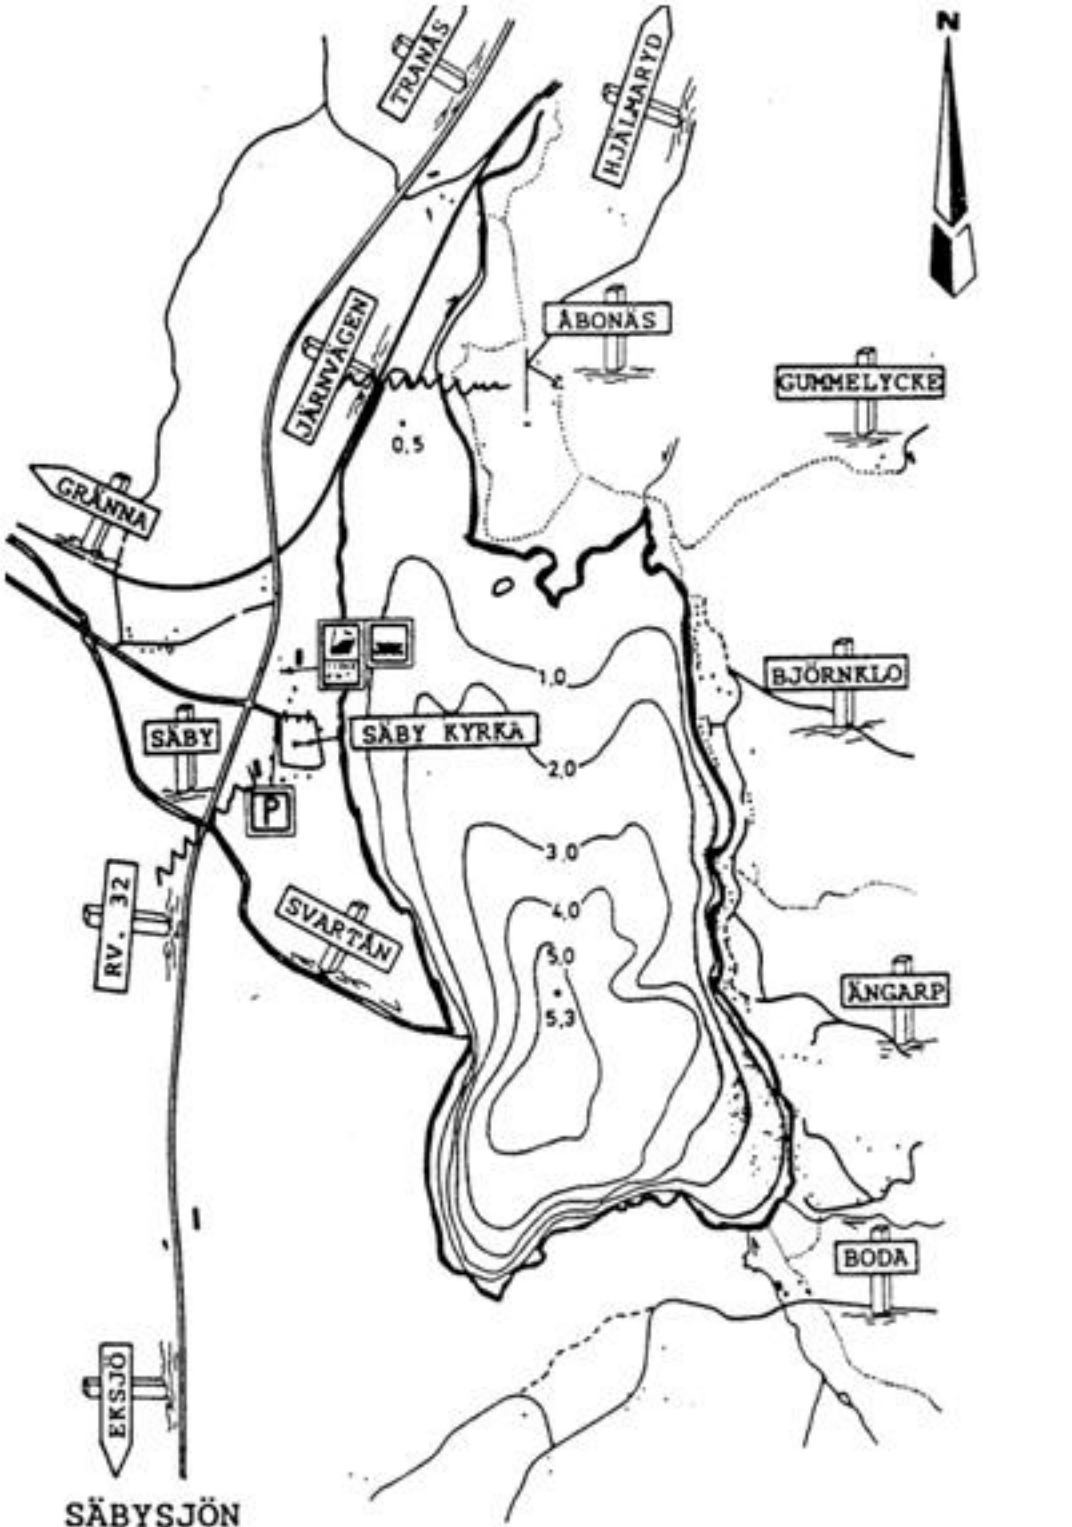 N
TRANÅS
HJÄLMARYD
ÅBONÄS
JÄRNVÄGEN
GUMMELYCKE
0,5
GRÄNNA
1,0
BJÖRNKLO
SÄBY
SÄBY KYRKA
2,0
P
3,0
RV. 32
SVARTÅN
4,0
5,0
5,3
ÄNGARP
BODA
EKSJÖ
SÄBYSJÖN